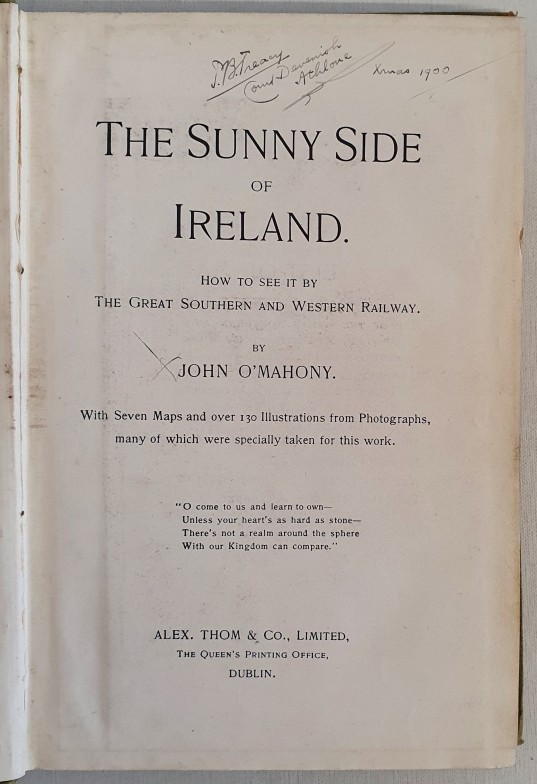 J.B. Treacy
Court Devenish
Athlone
Xmas 1900
THE SUNNY SIDE
OF
IRELAND.
HOW TO SEE IT BY
THE GREAT SOUTHERN AND WESTERN RAILWAY.
BY
JOHN O'MAHONY.
With Seven Maps and over 130 Illustrations from Photographs,
many of which were specially taken for this work.
"O come to us and learn to own—
Unless your heart's as hard as stone—
There's not a realm around the sphere
With our Kingdom can compare."
ALEX. THOM & CO., LIMITED,
THE QUEEN'S PRINTING OFFICE,
DUBLIN.